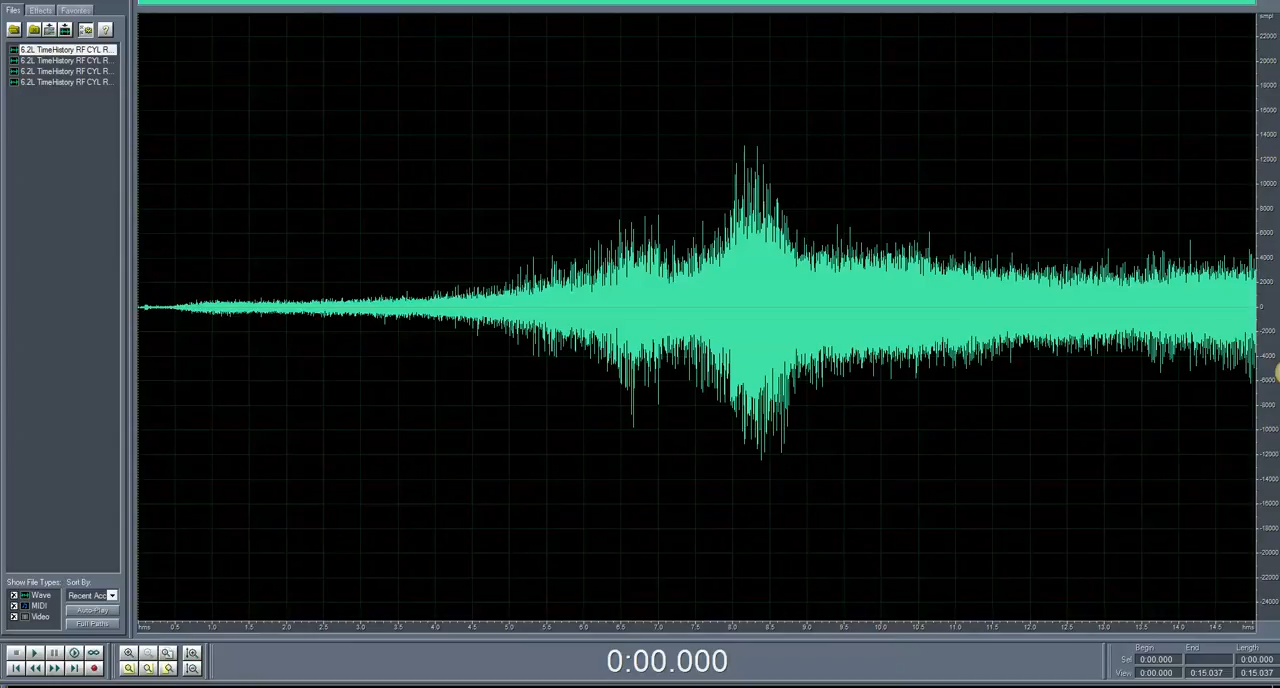 Files Effects Favorites
6.2L TimeHistory RF CYL R...
6.2L TimeHistory RF CYL R...
6.2L TimeHistory RF CYL R...
6.2L TimeHistory RF CYL R...
smpl
22000
20000
18000
16000
14000
12000
10000
8000
6000
4000
2000
0
-2000
-4000
-6000
-8000
-10000
-12000
-14000
-16000
-18000
-20000
-22000
-24000
hms 0.5 1.0 1.5 2.0 2.5 3.0 3.5 4.0 4.5 5.0 5.5 6.0 6.5 7.0 7.5 8.0 8.5 9.0 9.5 10.0 10.5 11.0 11.5 12.0 12.5 13.0 13.5 14.0 14.5 hms
Show File Types: Sort By:
Wave Recent Acc
MIDI Auto-Play
Video Full Paths
0:00.000
Begin End Length
Sel 0:00.000 0:00.000
View 0:00.000 0:15.037 0:15.037